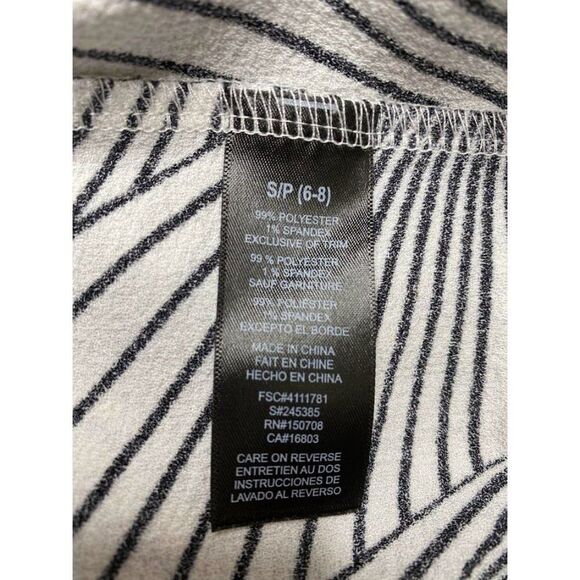 S/P (6-8)
99% POLYESTER
1% SPANDEX
EXCLUSIVE OF TRIM
99 % POLYESTER
1 % SPANDEX
SAUF GARNITURE
99% POLIÉSTER
1% SPANDEX
EXCEPTO EL BORDE
MADE IN CHINA
FAIT EN CHINE
HECHO EN CHINA
FSC#4111781
S#245385
RN#150708
CA#16803
CARE ON REVERSE
ENTRETIEN AU DOS
INSTRUCCIONES DE
LAVADO AL REVERSO